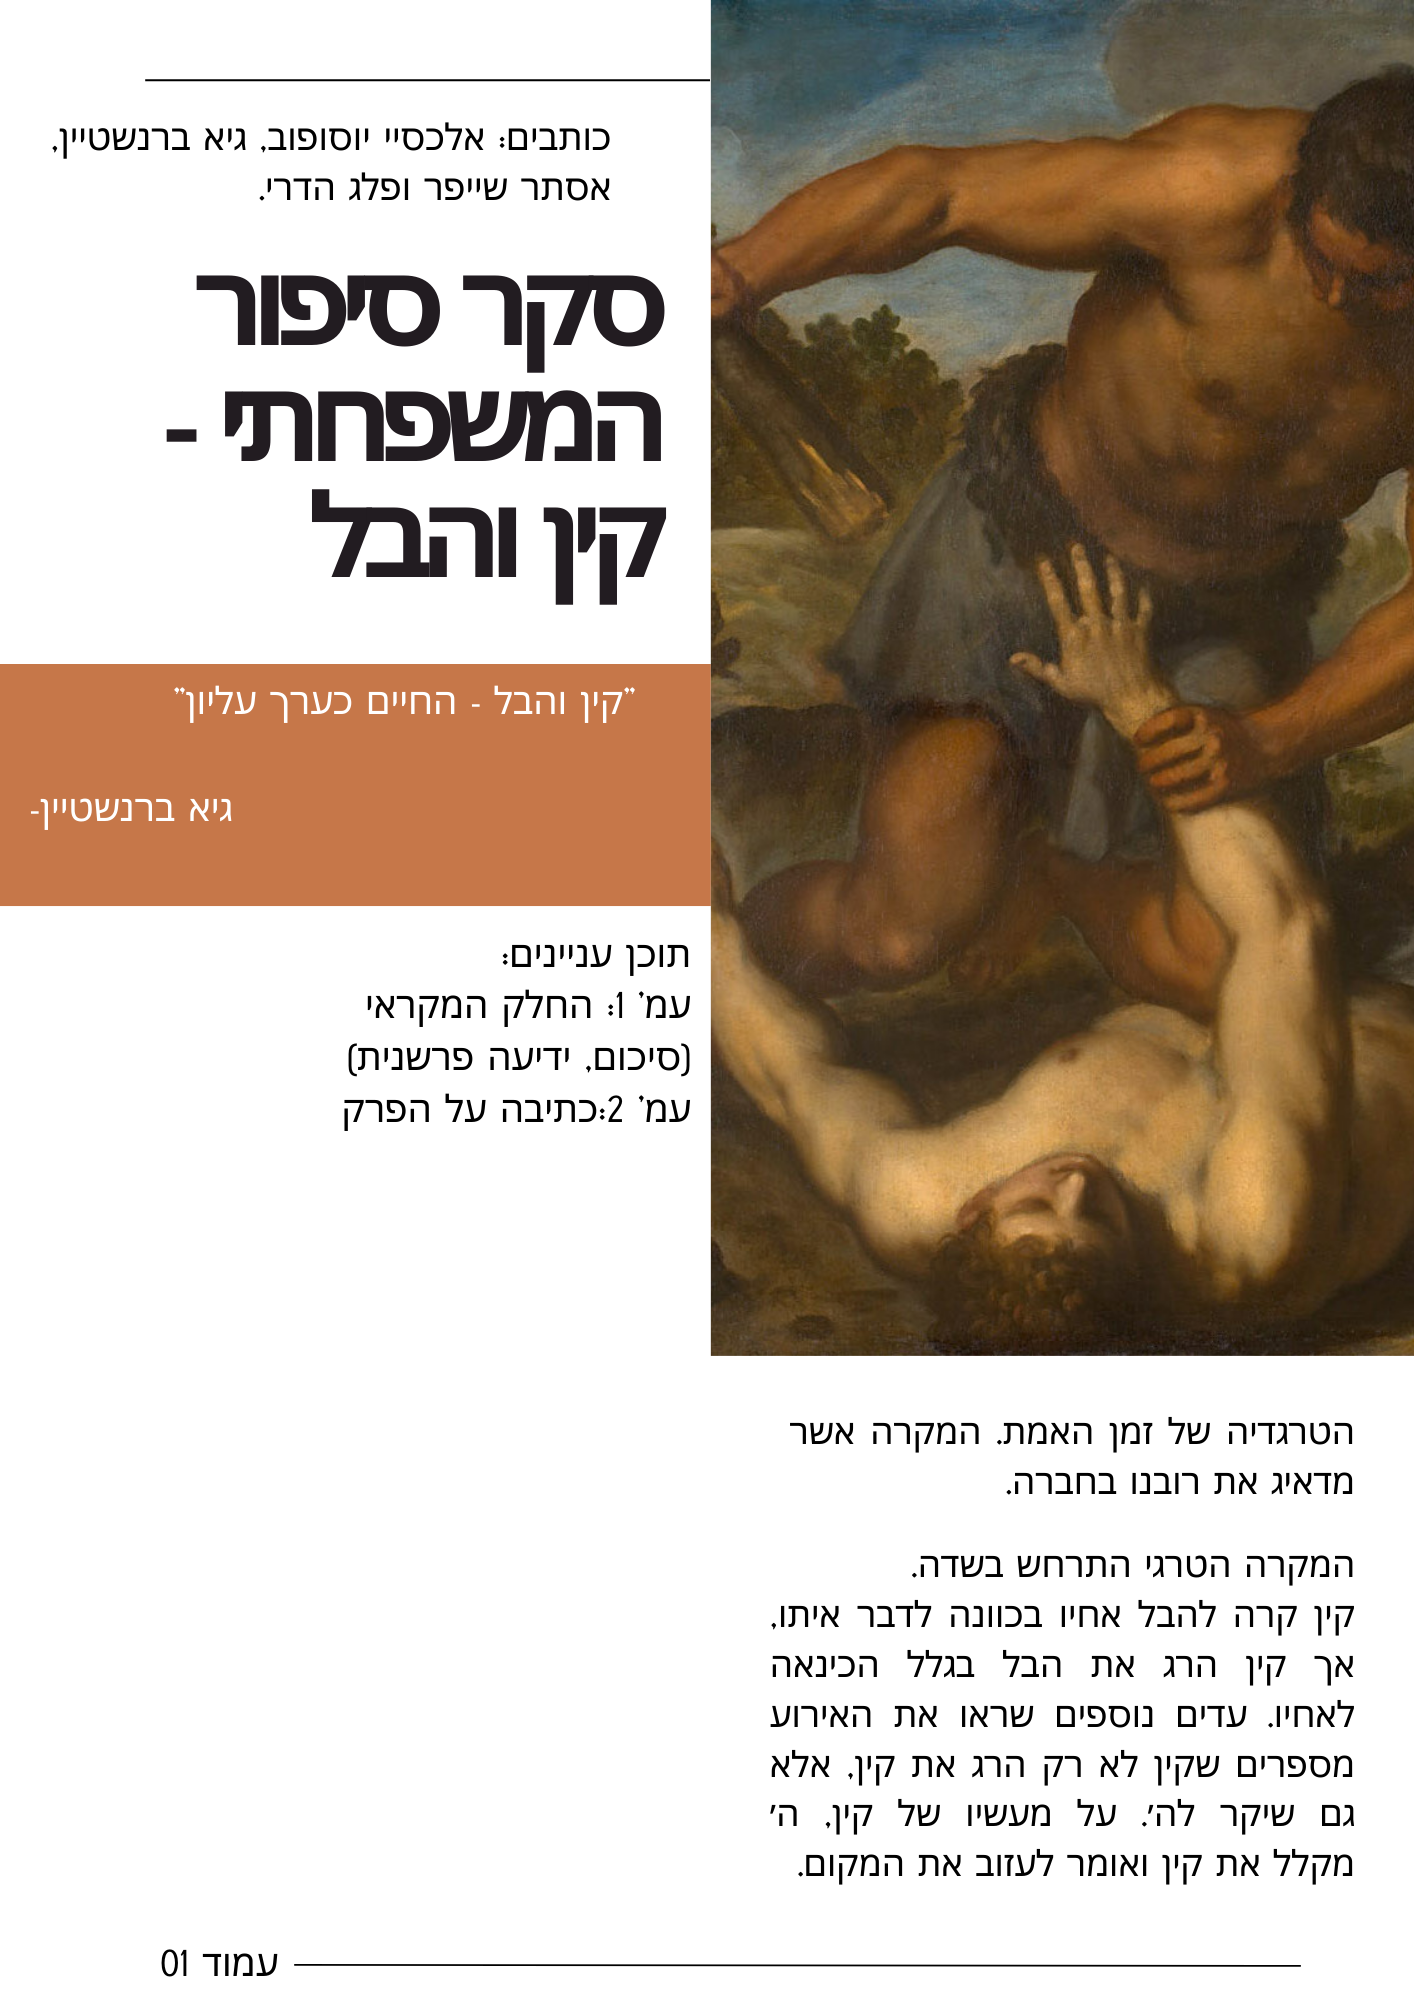 כותבים: אלכסיי יוסופוב, גיא ברנשטיין,
אסתר שייפר ופלג הדרי.
סקר סיפור
המשפחתי -
קין והבל
"קין והבל - החיים כערך עליון"
גיא ברנשטיין-
תוכן עניינים:
עמ' 1: החלק המקראי
(סיכום, ידיעה פרשנית)
עמ' 2:כתיבה על הפרק
הטרגדיה של זמן האמת. המקרה אשר
מדאיג את רובנו בחברה.
המקרה הטרגי התרחש בשדה.
קין קרה להבל אחיו בכוונה לדבר איתו,
אך קין הרג את הבל בגלל הכינאה
לאחיו. עדים נוספים שראו את האירוע
מספרים שקין לא רק הרג את קין, אלא
גם שיקר לה'. על מעשיו של קין, ה'
מקלל את קין ואומר לעזוב את המקום.
עמוד 01